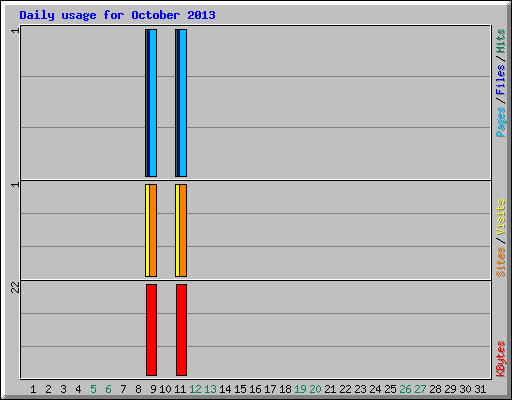 Daily usage for October 2013
1
Pages / Files / Hits
1
Sites / Visits
22
KBytes
1 2 3 4 5 6 7 8 9 10 11 12 13 14 15 16 17 18 19 20 21 22 23 24 25 26 27 28 29 30 31